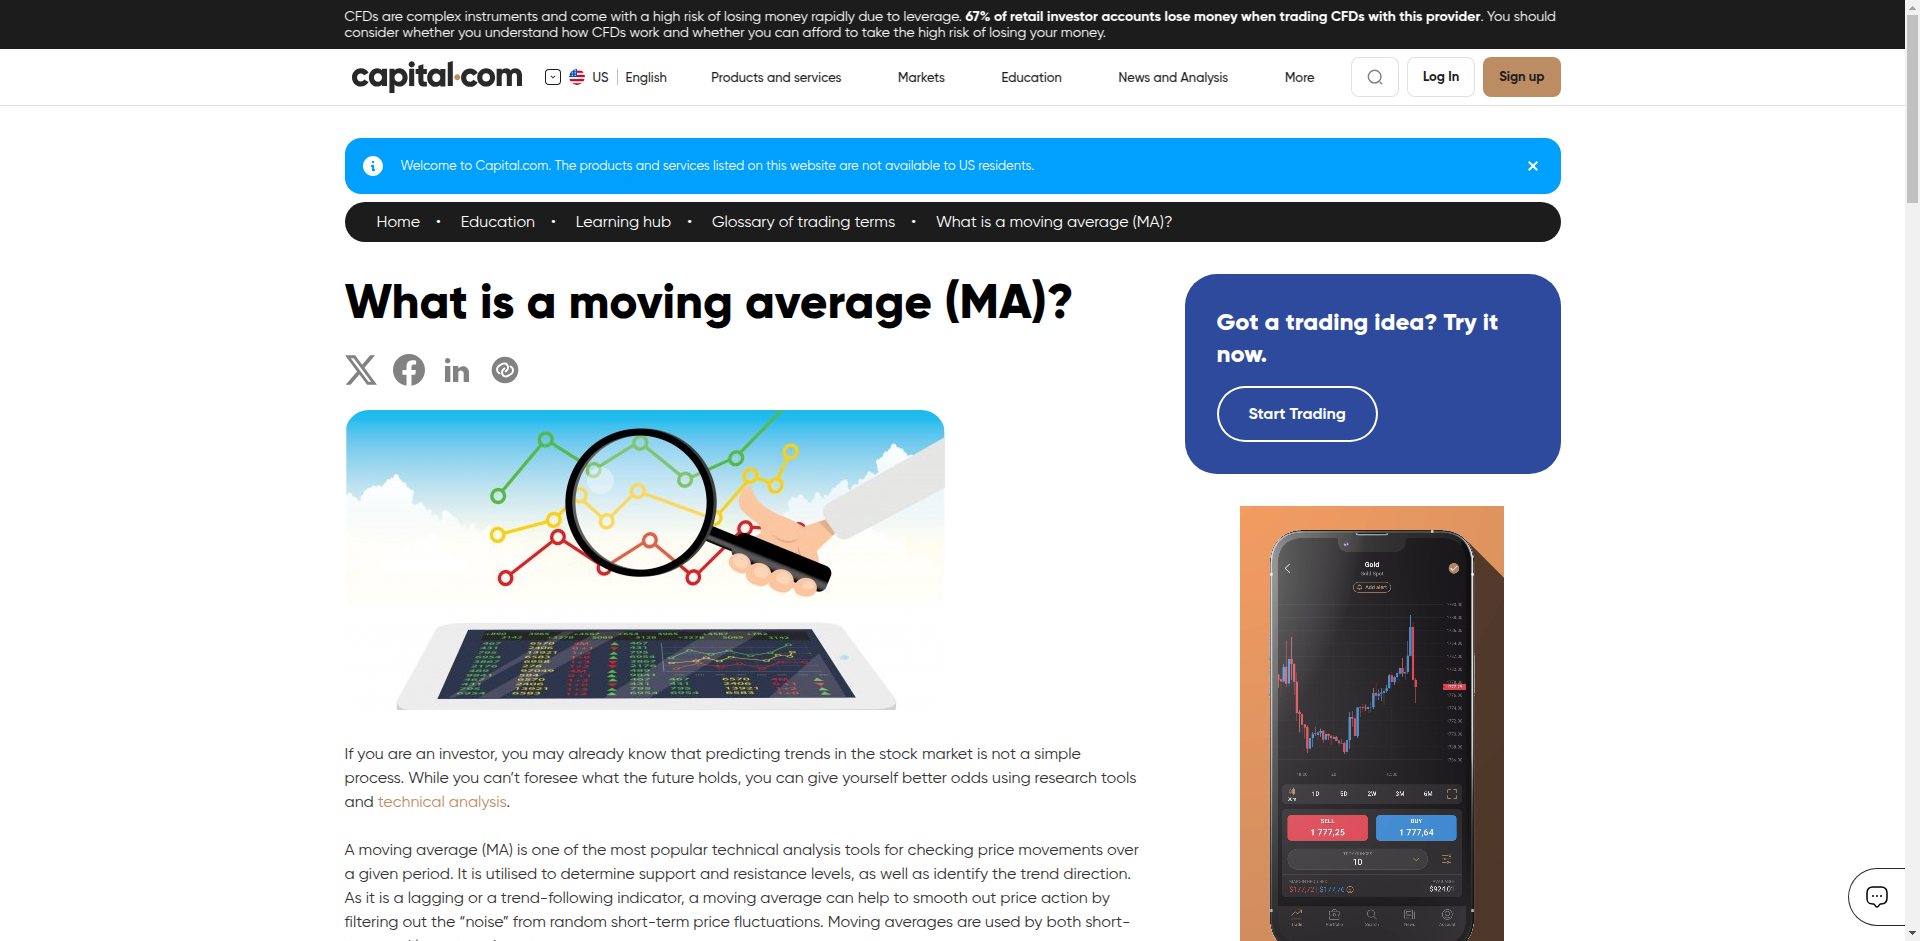 CFDs are complex instruments and come with a high risk of losing money rapidly due to leverage. 67% of retail investor accounts lose money when trading CFDs with this provider. You should
consider whether you understand how CFDs work and whether you can afford to take the high risk of losing your money.
capital.com
US English
Products and services
Markets
Education
News and Analysis
More
Log In
Sign up
Welcome to Capital.com. The products and services listed on this website are not available to US residents.
Home • Education • Learning hub • Glossary of trading terms • What is a moving average (MA)?
What is a moving average (MA)?
Got a trading idea? Try it
now.
Start Trading
If you are an investor, you may already know that predicting trends in the stock market is not a simple
process. While you can’t foresee what the future holds, you can give yourself better odds using research tools
and technical analysis.
A moving average (MA) is one of the most popular technical analysis tools for checking price movements over
a given period. It is utilised to determine support and resistance levels, as well as identify the trend direction.
As it is a lagging or a trend-following indicator, a moving average can help to smooth out price action by
filtering out the “noise” from random short-term price fluctuations. Moving averages are used by both short-
Gold
Gold Spot
Add alert
1D 5D 2W 3M 6M
SELL
1 777,25
BUY
1 777,64
10
$924.01